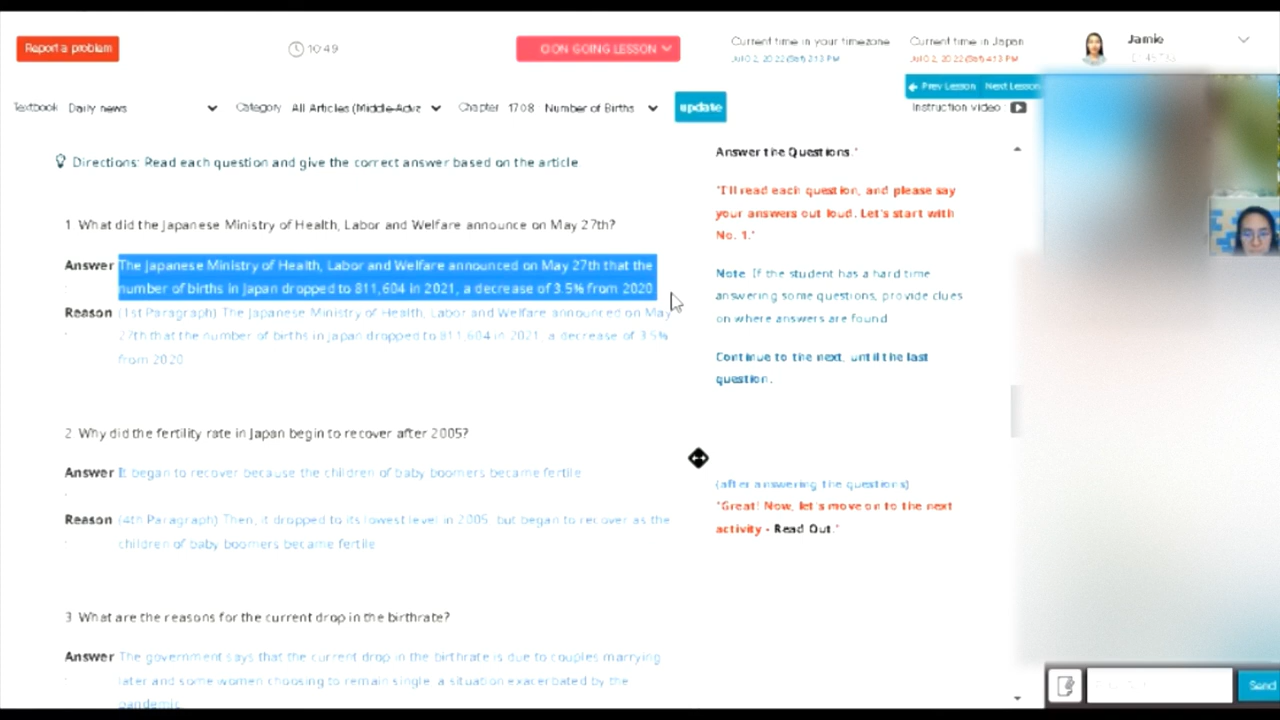 Report a problem
10:49
ON GOING LESSON
Current time in your timezone
Current time in Japan
Jamie
Prev Lesson Next Lesson
Textbook Daily news Category All Articles (Middle-Adva Chapter 1708 Number of Births update
Instruction video
Directions: Read each question and give the correct answer based on the article
1 What did the Japanese Ministry of Health, Labor and Welfare announce on May 27th?
Answer The Japanese Ministry of Health, Labor and Welfare announced on May 27th that the
number of births in Japan dropped to 811,604 in 2021, a decrease of 3.5% from 2020
Reason (1st Paragraph) The Japanese Ministry of Health, Labor and Welfare announced on May
27th that the number of births in Japan dropped to 811,604 in 2021, a decrease of 3.5%
from 2020
2 Why did the fertility rate in Japan begin to recover after 2005?
Answer It began to recover because the children of baby boomers became fertile
Reason (4th Paragraph) Then, it dropped to its lowest level in 2005, but began to recover as the
children of baby boomers became fertile
3 What are the reasons for the current drop in the birthrate?
Answer The government says that the current drop in the birthrate is due to couples marrying
later and some women choosing to remain single, a situation exacerbated by the
pandemic
Answer the Questions."
"I'll read each question, and please say
your answers out loud. Let's start with
No. 1."
Note: If the student has a hard time
answering some questions, provide clues
on where answers are found
Continue to the next, until the last
question.
(after answering the questions)
"Great! Now, let's move on to the next
activity - Read Out."
Send